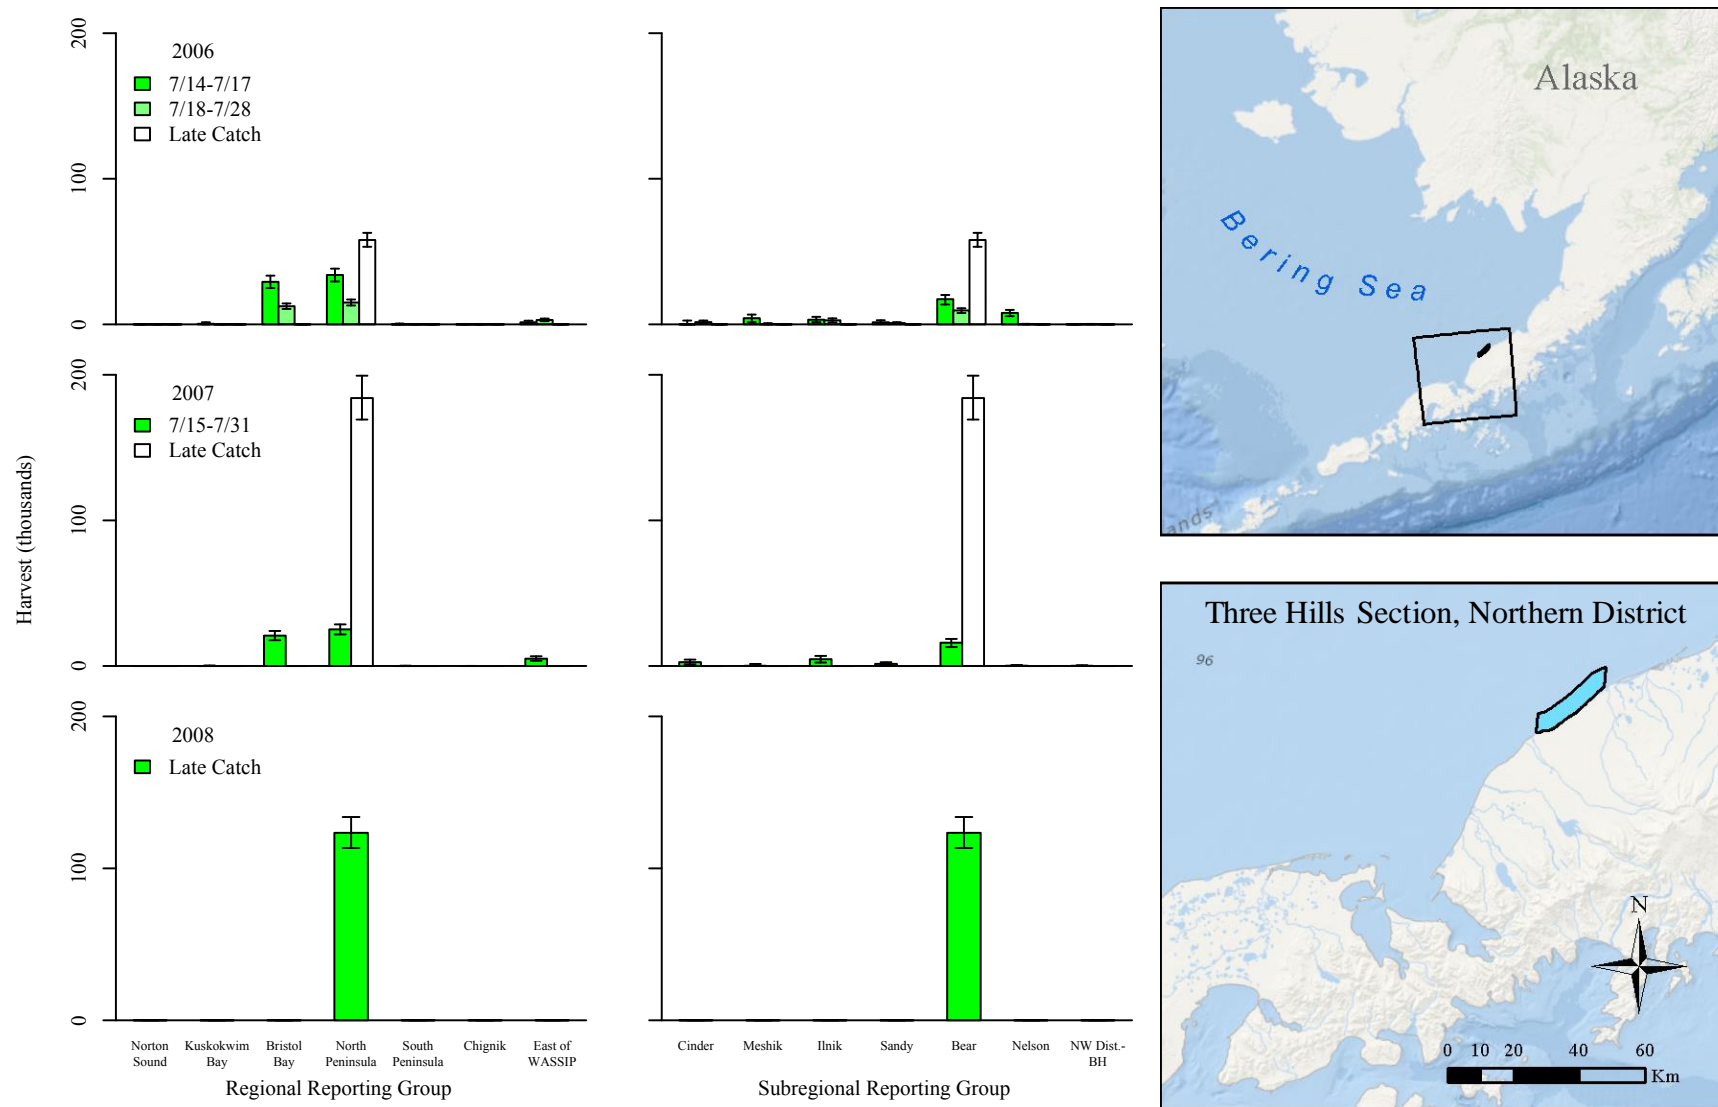 Harvest (thousands)
200
100
0
2006
7/14-7/17
7/18-7/28
Late Catch
200
100
0
2007
7/15-7/31
Late Catch
200
100
0
2008
Late Catch
Norton Sound
Kuskokwim Bay
Bristol Bay
North Peninsula
South Peninsula
Chignik
East of WASSIP
Regional Reporting Group
Cinder
Meshik
Ilnik
Sandy
Bear
Nelson
NW Dist.-BH
Subregional Reporting Group
Alaska
Bering Sea
ands
Three Hills Section, Northern District
96
N
0 10 20 40 60
Km